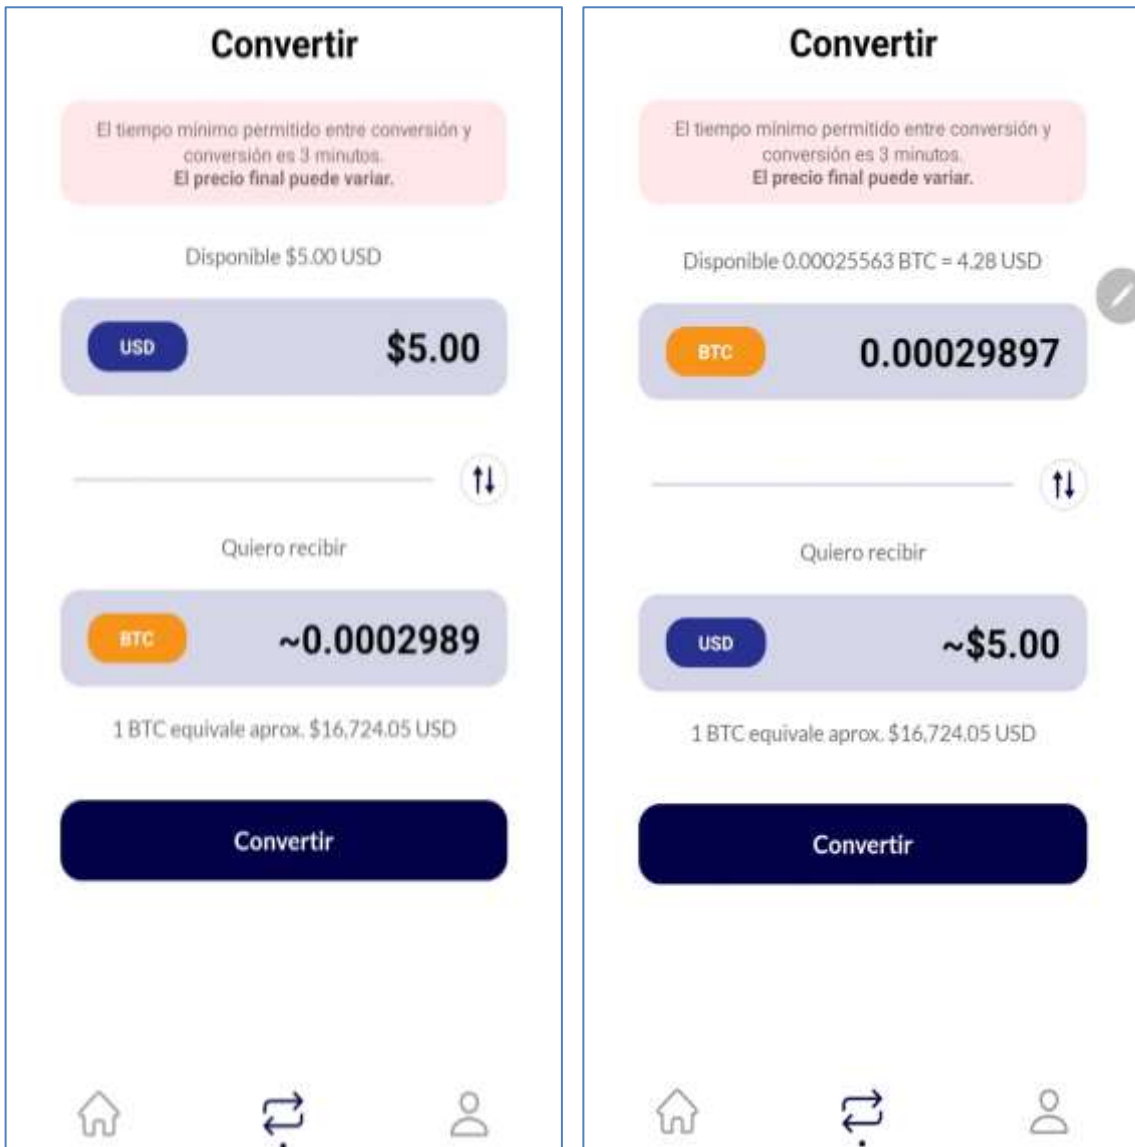 Convertir
El tiempo mínimo permitido entre conversión y
conversión es 3 minutos.
El precio final puede variar.
Disponible $5.00 USD
USD
$5.00
Quiero recibir
BTC
~0.0002989
1 BTC equivale aprox. $16,724.05 USD
Convertir
Convertir
El tiempo mínimo permitido entre conversión y
conversión es 3 minutos.
El precio final puede variar.
Disponible 0.00025563 BTC = 4.28 USD
BTC
0.00029897
Quiero recibir
USD
~$5.00
1 BTC equivale aprox. $16,724.05 USD
Convertir